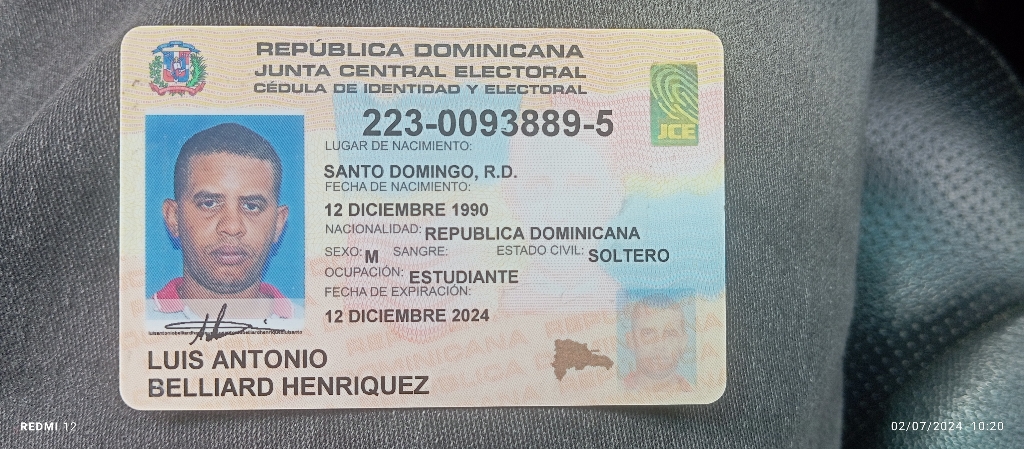 REPÚBLICA DOMINICANA
JUNTA CENTRAL ELECTORAL
CÉDULA DE IDENTIDAD Y ELECTORAL
JCE
223-0093889-5
LUGAR DE NACIMIENTO:
SANTO DOMINGO, R.D.
FECHA DE NACIMIENTO:
12 DICIEMBRE 1990
NACIONALIDAD: REPUBLICA DOMINICANA
SEXO: M SANGRE: ESTADO CIVIL: SOLTERO
OCUPACIÓN: ESTUDIANTE
FECHA DE EXPIRACIÓN:
12 DICIEMBRE 2024
LUIS ANTONIO
BELLIARD HENRIQUEZ
REDMI 12
02/07/2024 10:20